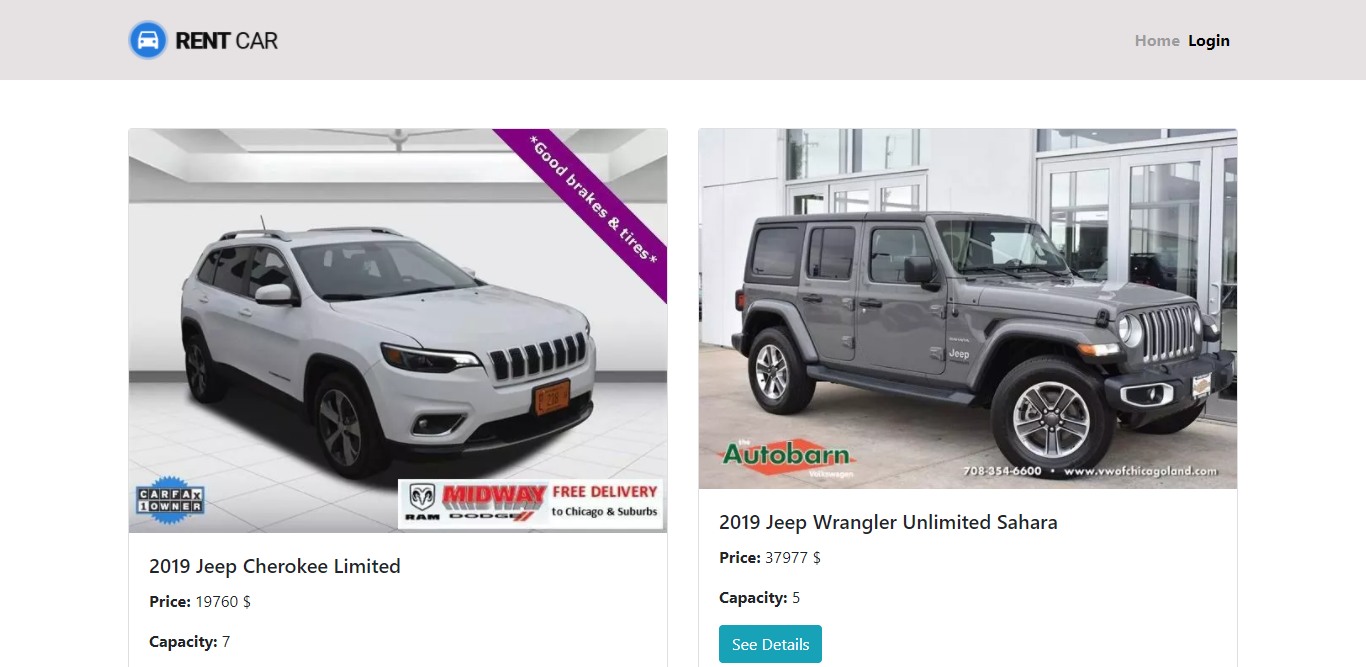 RENT CAR
Home Login
*Good brakes & tires*
CARFAX
1 OWNER
RAM
MIDWAY
DODGE
FREE DELIVERY
to Chicago & Suburbs
2019 Jeep Cherokee Limited
Price: 19760 $
Capacity: 7
Jeep
the
Autobarn
Volkswagen
708-354-6600 • www.vwofchicagoland.com
2019 Jeep Wrangler Unlimited Sahara
Price: 37977 $
Capacity: 5
See Details